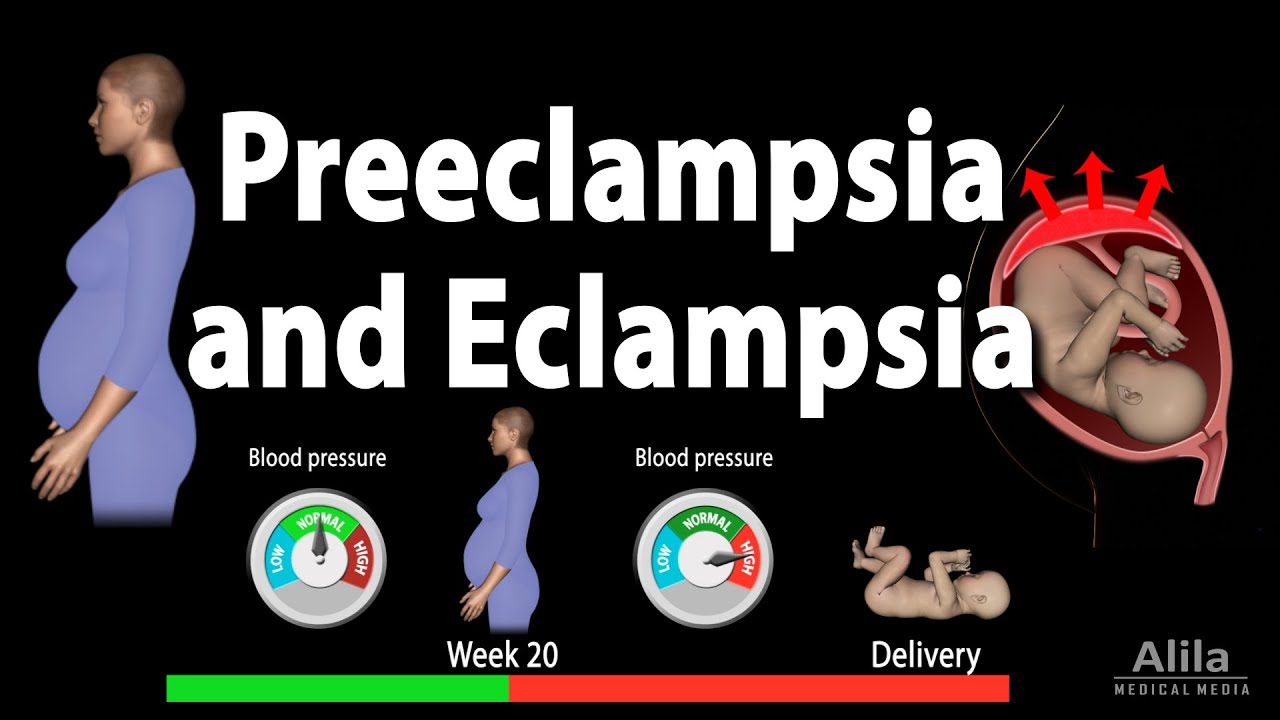 Preeclampsia
and Eclampsia
Blood pressure
LOW
NORMAL
HIGH
Blood pressure
LOW
NORMAL
HIGH
Week 20
Delivery
Alila
MEDICAL MEDIA